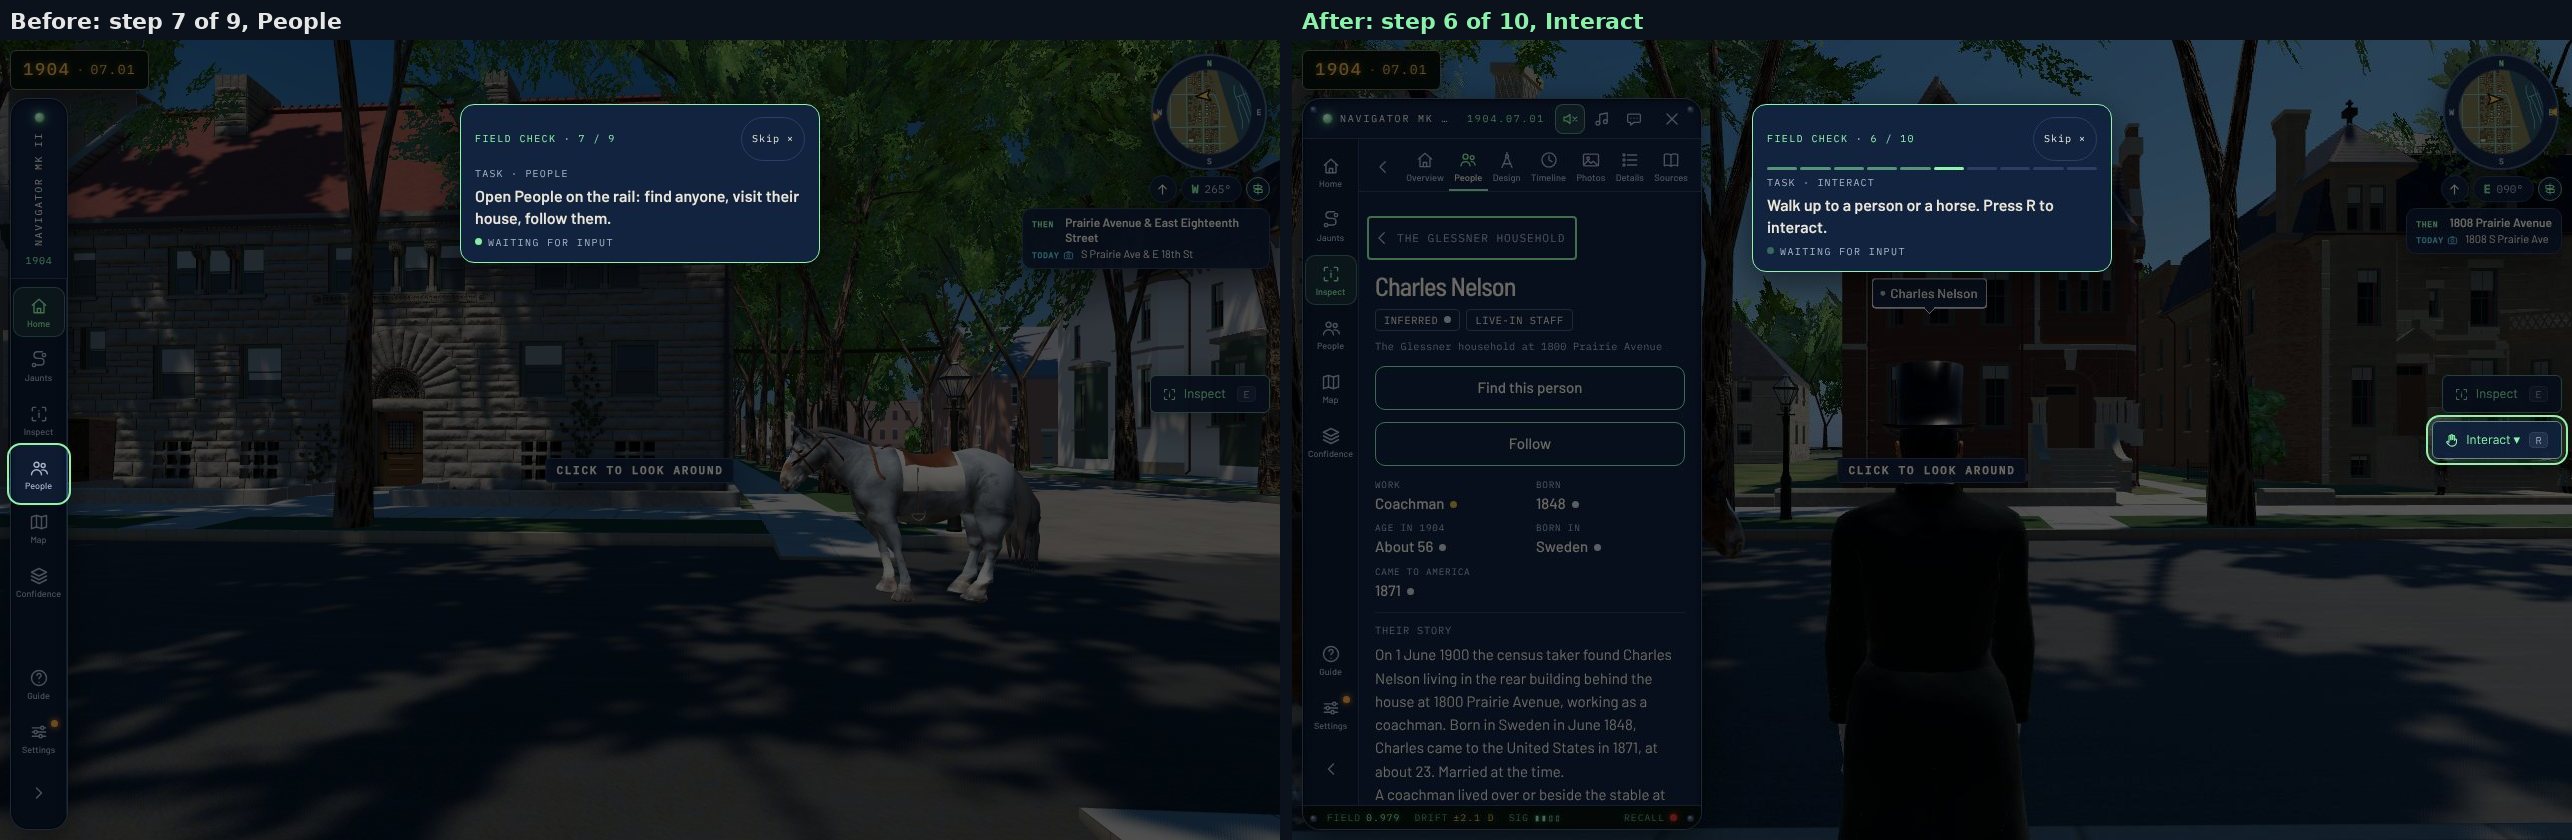 Before: step 7 of 9, People
1904 · 07.01
NAVIGATOR MK II
1904
Home
Jaunts
Inspect
People
Map
Confidence
Guide
Settings
FIELD CHECK · 7 / 9
Skip ×
TASK · PEOPLE
Open People on the rail: find anyone, visit their
house, follow them.
WAITING FOR INPUT
CLICK TO LOOK AROUND
N
W
E
S
W 265°
THEN Prairie Avenue & East Eighteenth
Street
TODAY S Prairie Ave & E 18th St
Inspect E
After: step 6 of 10, Interact
1904 · 07.01
NAVIGATOR MK … 1904.07.01
Home
Jaunts
Inspect
People
Map
Confidence
Guide
Settings
Overview People Design Timeline Photos Details Sources
THE GLESSNER HOUSEHOLD
Charles Nelson
INFERRED LIVE-IN STAFF
The Glessner household at 1800 Prairie Avenue
Find this person
Follow
WORK BORN
Coachman 1848
AGE IN 1904 BORN IN
About 56 Sweden
CAME TO AMERICA
1871
THEIR STORY
On 1 June 1900 the census taker found Charles
Nelson living in the rear building behind the
house at 1800 Prairie Avenue, working as a
coachman. Born in Sweden in June 1848,
Charles came to the United States in 1871, at
about 23. Married at the time.
A coachman lived over or beside the stable at
FIELD 0.979 DRIFT ±2.1 D SIG RECALL
FIELD CHECK · 6 / 10
Skip ×
TASK · INTERACT
Walk up to a person or a horse. Press R to
interact.
WAITING FOR INPUT
Charles Nelson
CLICK TO LOOK AROUND
N
W
E
S
E 090°
THEN 1808 Prairie Avenue
TODAY 1808 S Prairie Ave
Inspect E
Interact ▾ R